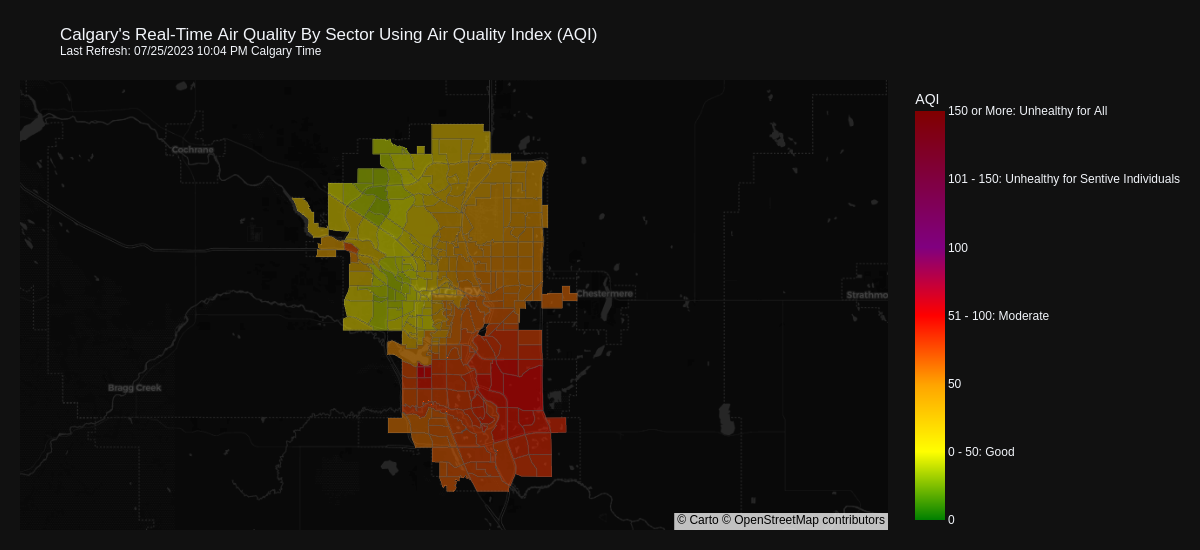 Calgary's Real-Time Air Quality By Sector Using Air Quality Index (AQI)
Last Refresh: 07/25/2023 10:04 PM Calgary Time
AQI
150 or More: Unhealthy for All
Cochrane
101 - 150: Unhealthy for Sentive Individuals
100
CALGARY
Chestermere
Strathmo
51 - 100: Moderate
50
Bragg Creek
0 - 50: Good
0
© Carto © OpenStreetMap contributors